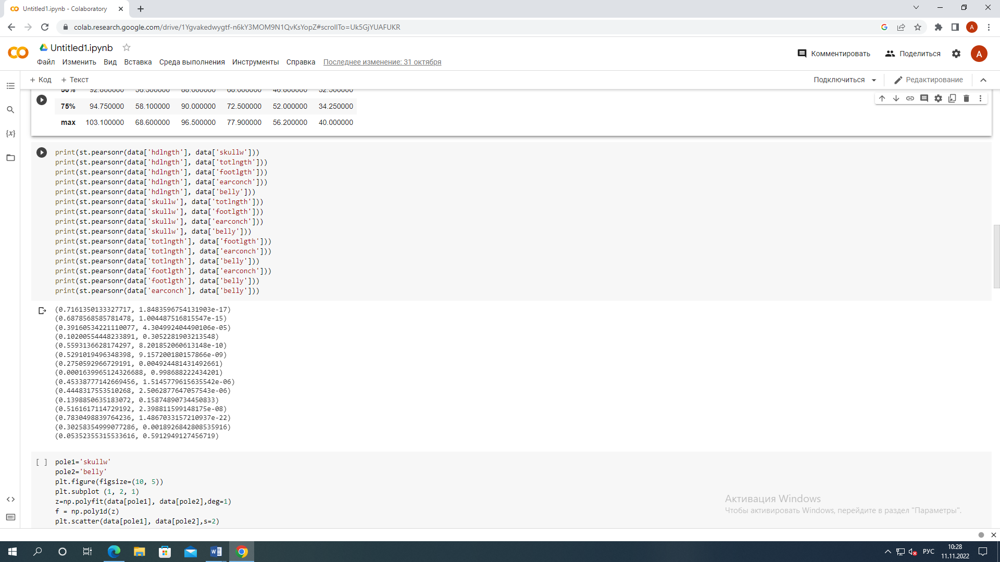 Untitled1.ipynb - Colaboratory
colab.research.google.com/drive/1Ygvakedwygtf-n6kY3MOM9N1QvKsYopZ#scrollTo=Uk5GjYUAFUKR
A
Untitled1.ipynb
Файл Изменить Вид Вставка Среда выполнения Инструменты Справка Последнее изменение: 31 октября
Комментировать Поделиться A
+ Код + Текст
Подключиться Редактирование
50% 92.800000 56.300000 88.000000 68.000000 46.800000 32.500000
75% 94.750000 58.100000 90.000000 72.500000 52.000000 34.250000
max 103.100000 68.600000 96.500000 77.900000 56.200000 40.000000
{x}
print(st.pearsonr(data['hdlngth'], data['skullw']))
print(st.pearsonr(data['hdlngth'], data['totlngth']))
print(st.pearsonr(data['hdlngth'], data['footlgth']))
print(st.pearsonr(data['hdlngth'], data['earconch']))
print(st.pearsonr(data['hdlngth'], data['belly']))
print(st.pearsonr(data['skullw'], data['totlngth']))
print(st.pearsonr(data['skullw'], data['footlgth']))
print(st.pearsonr(data['skullw'], data['earconch']))
print(st.pearsonr(data['skullw'], data['belly']))
print(st.pearsonr(data['totlngth'], data['footlgth']))
print(st.pearsonr(data['totlngth'], data['earconch']))
print(st.pearsonr(data['totlngth'], data['belly']))
print(st.pearsonr(data['footlgth'], data['earconch']))
print(st.pearsonr(data['footlgth'], data['belly']))
print(st.pearsonr(data['earconch'], data['belly']))
(0.7161350133327717, 1.8483596754131903e-17)
(0.6878568585781478, 1.004487516815547e-15)
(0.39160534221110077, 4.304992404490106e-05)
(0.10200554448233891, 0.3052281903213548)
(0.5593136628174297, 8.201852060613148e-10)
(0.5291019496348398, 9.157200180157866e-09)
(0.2750592966729191, 0.004924481431492661)
(0.0001639965124326688, 0.998688222434201)
(0.45338777142669456, 1.5145779615635542e-06)
(0.4448317553510268, 2.5062877647057543e-06)
(0.1398850635183072, 0.15874890734450833)
(0.5161617114729192, 2.398811599148175e-08)
(0.7830498839764236, 1.4867033157210937e-22)
(0.30258354999077286, 0.0018926842808535916)
(0.05352355315533616, 0.5912949127456719)
[ ] pole1='skullw'
pole2='belly'
plt.figure(figsize=(10, 5))
plt.subplot (1, 2, 1)
z=np.polyfit(data[pole1], data[pole2],deg=1)
f = np.poly1d(z)
plt.scatter(data[pole1], data[pole2],s=2)
Активация Windows
Чтобы активировать Windows, перейдите в раздел "Параметры".
РУС
10:28
11.11.2022